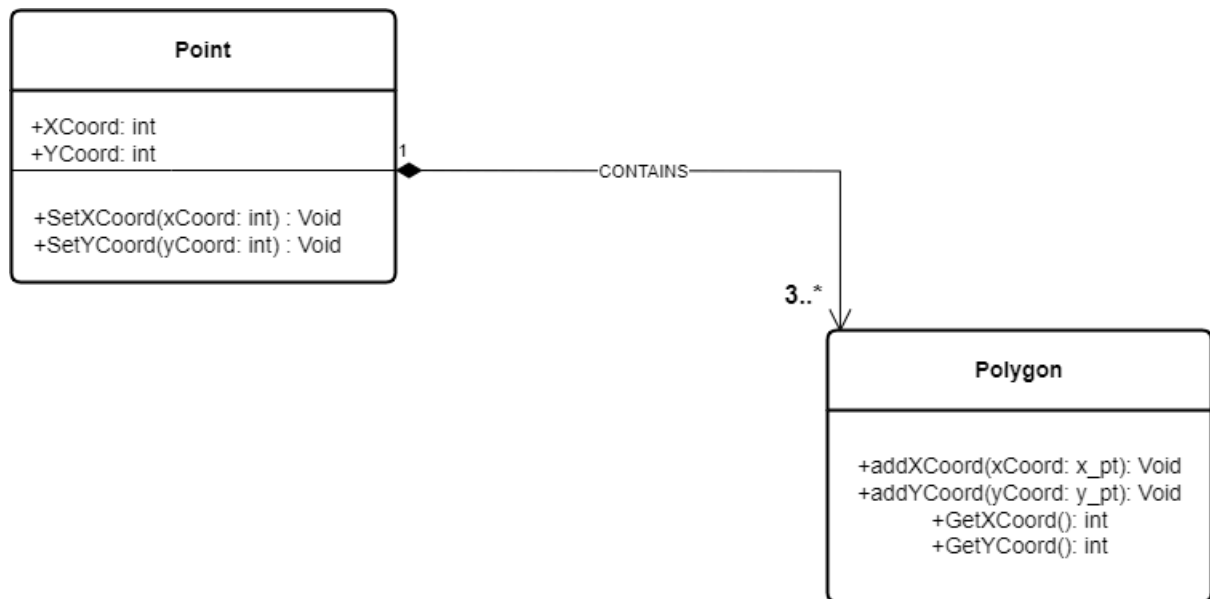 Point
+XCoord: int
+YCoord: int
+SetXCoord(xCoord: int) : Void
+SetYCoord(yCoord: int) : Void
1
CONTAINS
3..*
Polygon
+addXCoord(xCoord: x_pt): Void
+addYCoord(yCoord: y_pt): Void
+GetXCoord(): int
+GetYCoord(): int